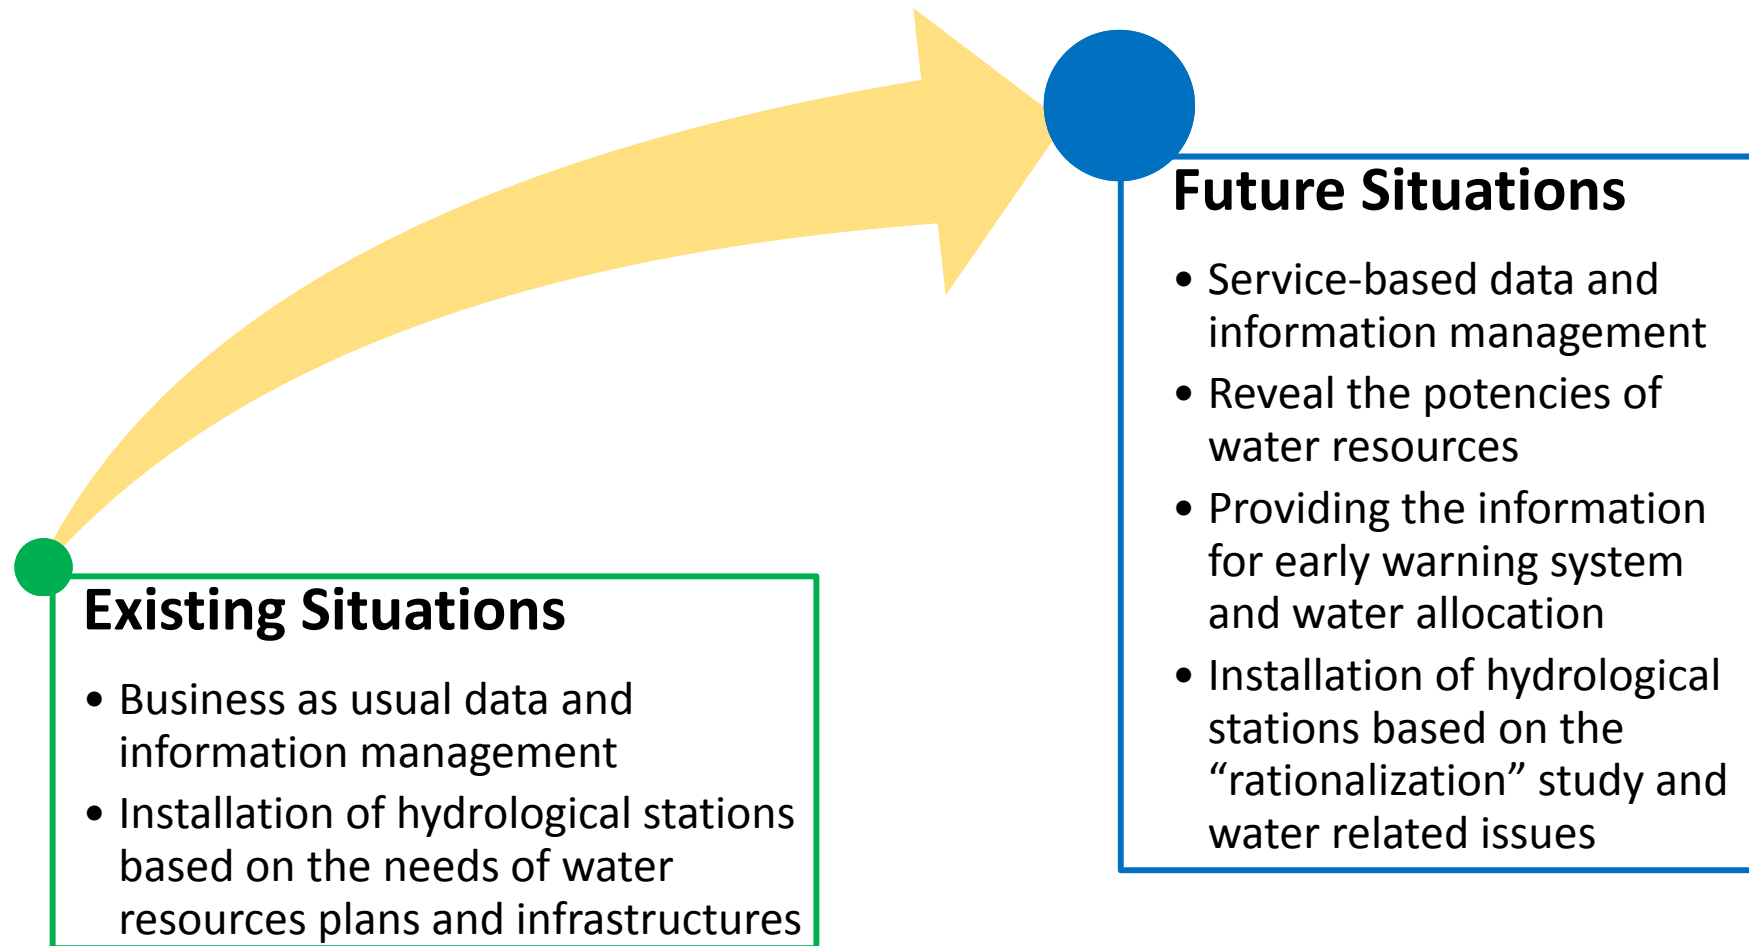 Future Situations
• Service-based data and
information management
• Reveal the potencies of
water resources
• Providing the information
for early warning system
and water allocation
• Installation of hydrological
stations based on the
“rationalization” study and
water related issues
Existing Situations
• Business as usual data and
information management
• Installation of hydrological stations
based on the needs of water
resources plans and infrastructures